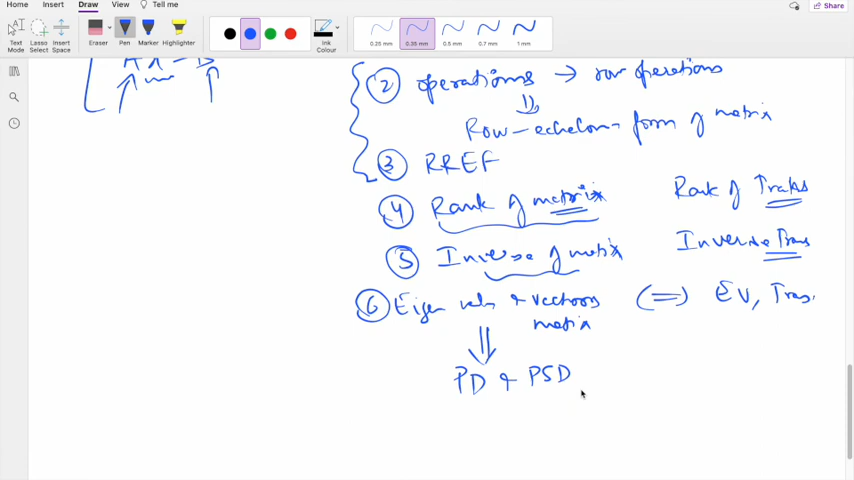 Home Insert Draw View Tell me Share
Text Mode Lasso Select Insert Space Eraser Pen Marker Highlighter Ink Colour 0.25 mm 0.35 mm 0.5 mm 0.7 mm 1 mm
② operations → row operations
Row-echelon form of matrix
③ RREF
④ Rank of matrix Rank of Trans
⑤ Inverse of matrix Inverse Trans
⑥ Eigen vals & vectors (⇔) EV, Trans.
matrix
⇓
PD & PSD